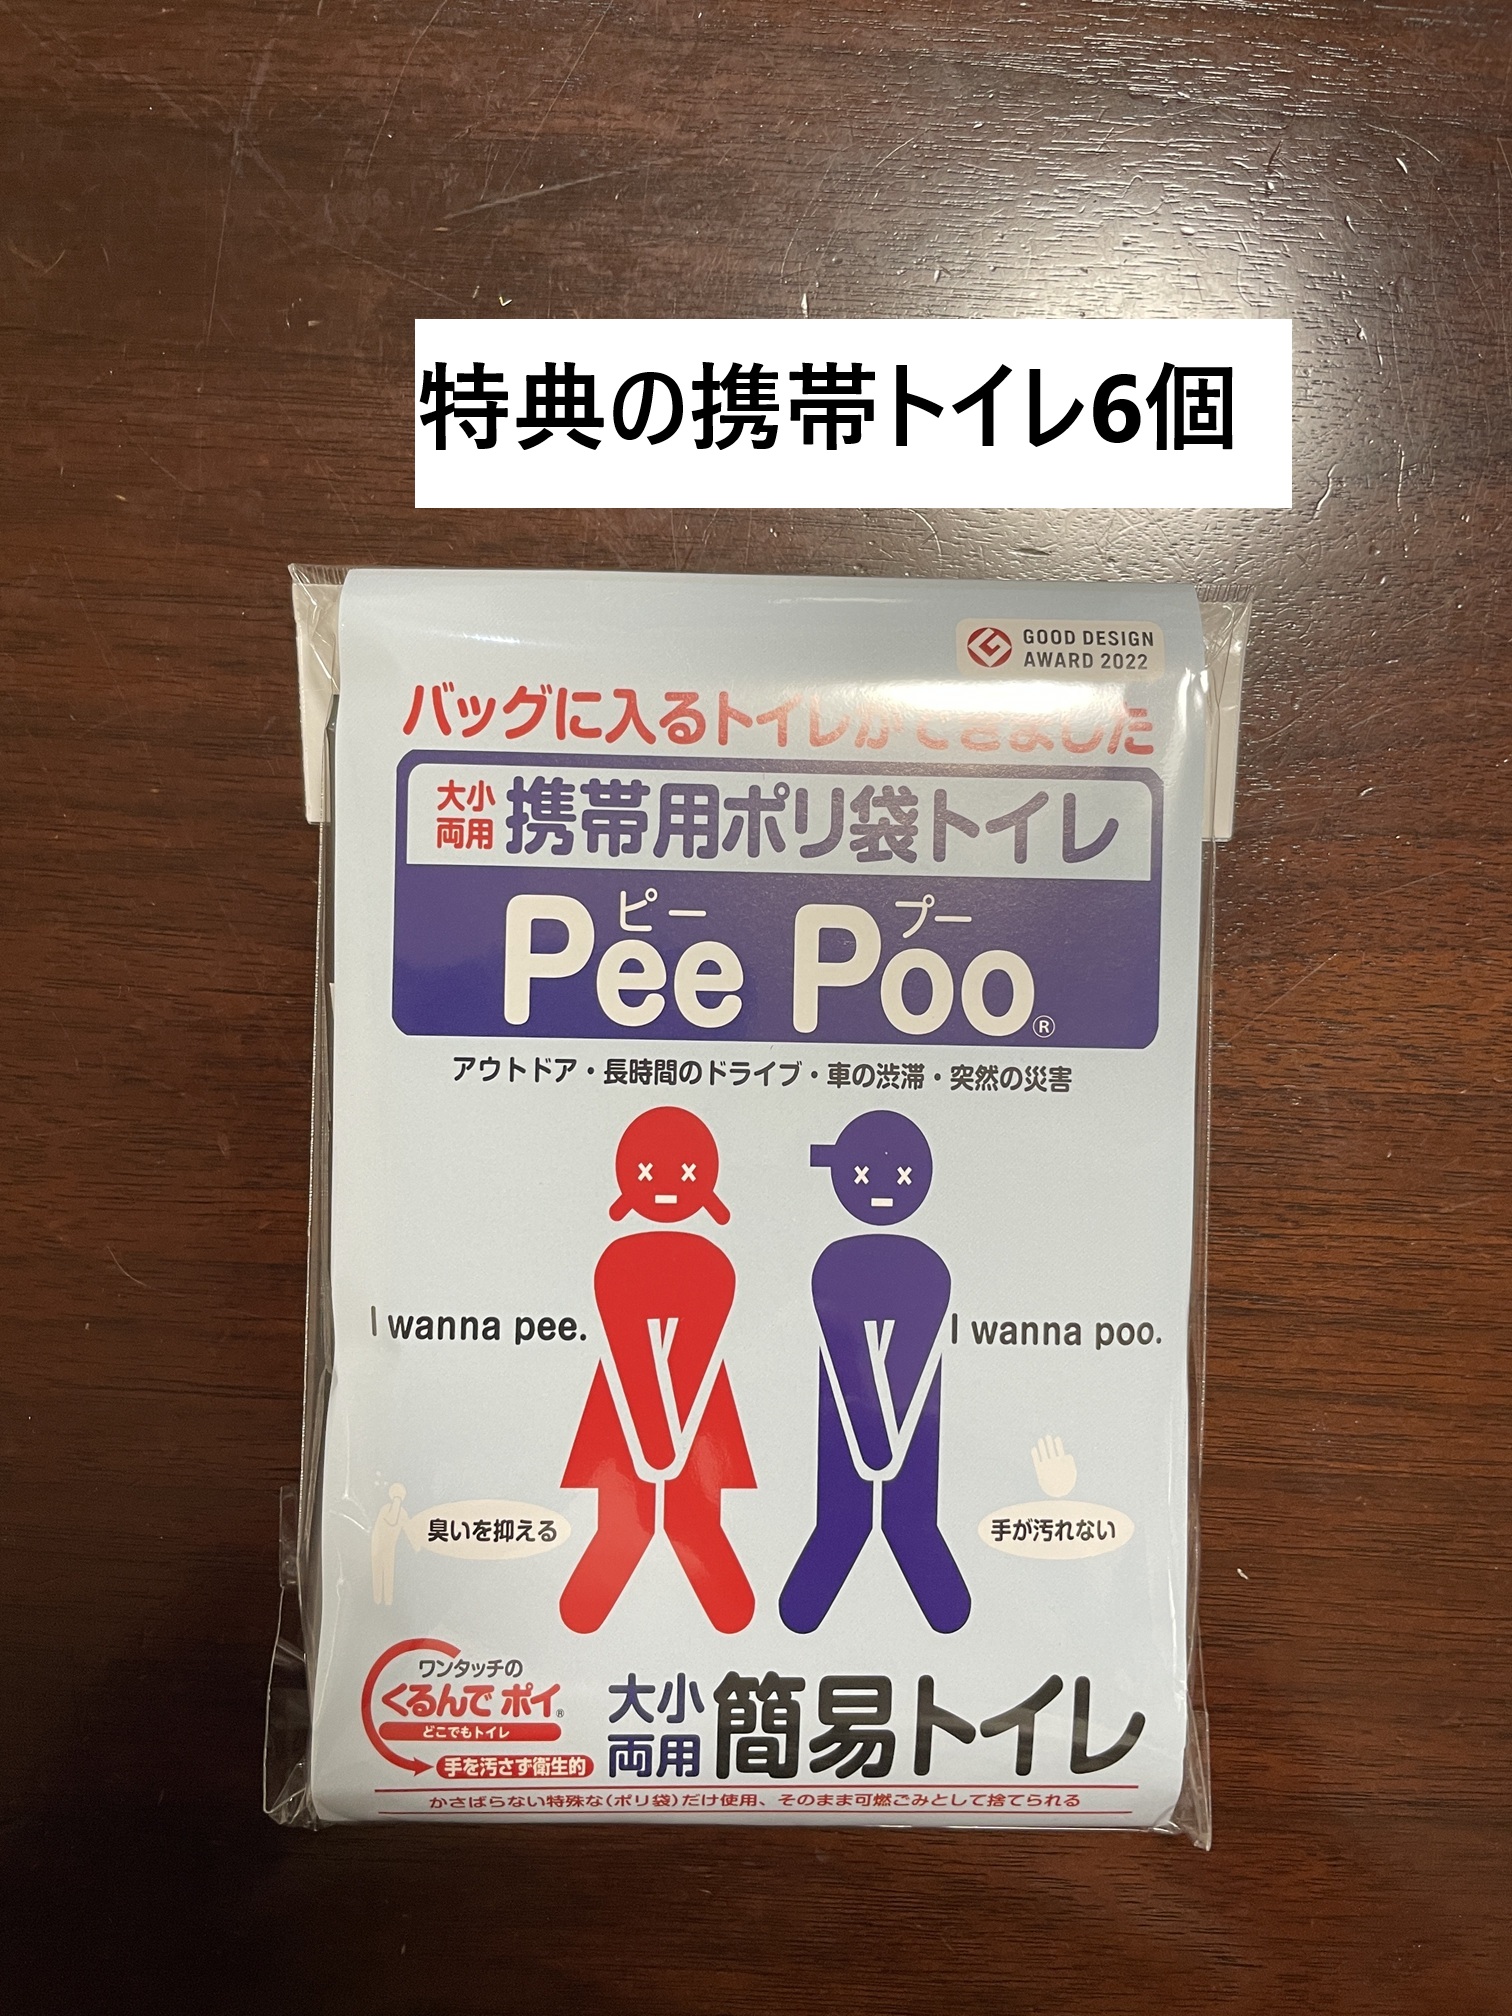 特典の携帯トイレ6個
GOOD DESIGN
AWARD 2022
バッグに入るトイレができました
大小
両用
携帯用ポリ袋トイレ
ピー プー
Pee Poo®
アウトドア・長時間のドライブ・車の渋滞・突然の災害
I wanna pee.
I wanna poo.
臭いを抑える
手が汚れない
ワンタッチの
くるんでポイ®
どこでもトイレ
手を汚さず衛生的
大小
両用
簡易トイレ
かさばらない特殊な(ポリ袋)だけ使用、そのまま可燃ごみとして捨てられる